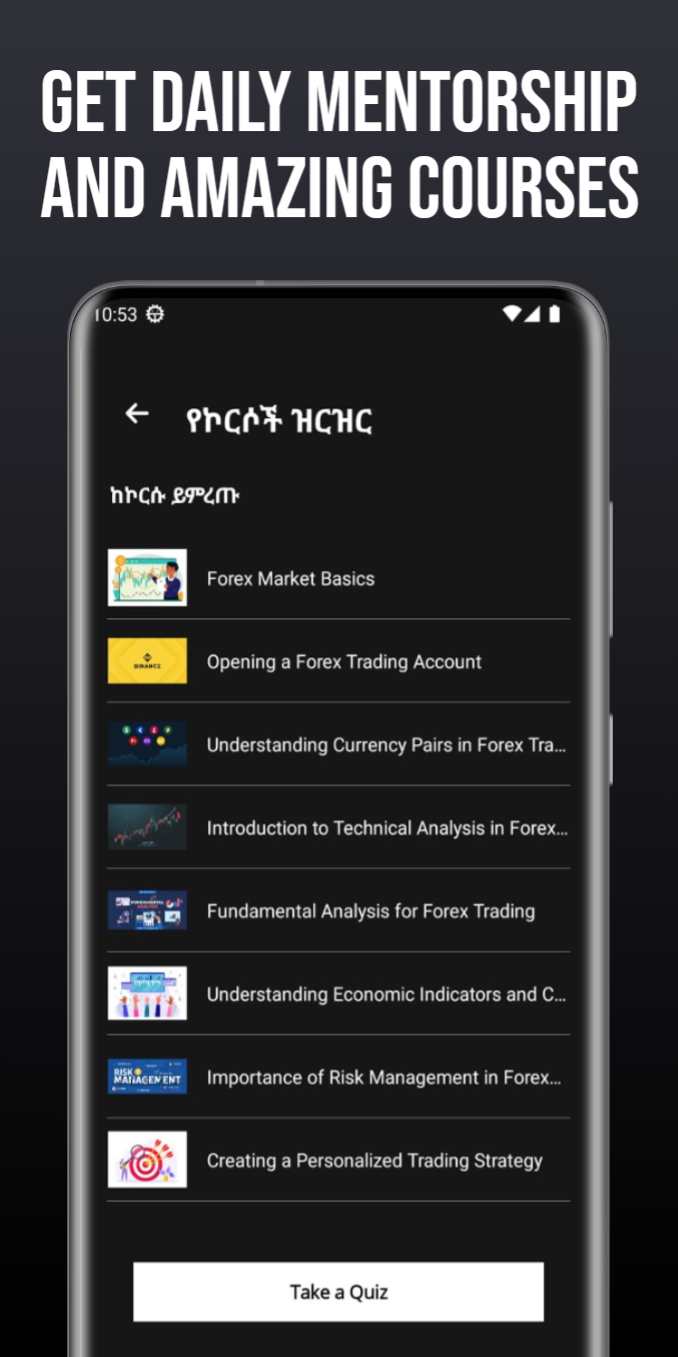 GET DAILY MENTORSHIP
AND AMAZING COURSES
10:53
የኮርሶች ዝርዝር
ከኮርሱ ይምረጡ
Forex Market Basics
BINANCE
Opening a Forex Trading Account
Understanding Currency Pairs in Forex Tra...
Introduction to Technical Analysis in Forex...
Fundamental Analysis for Forex Trading
Understanding Economic Indicators and C...
RISK
MANAGEMENT
Importance of Risk Management in Forex...
Creating a Personalized Trading Strategy
Take a Quiz